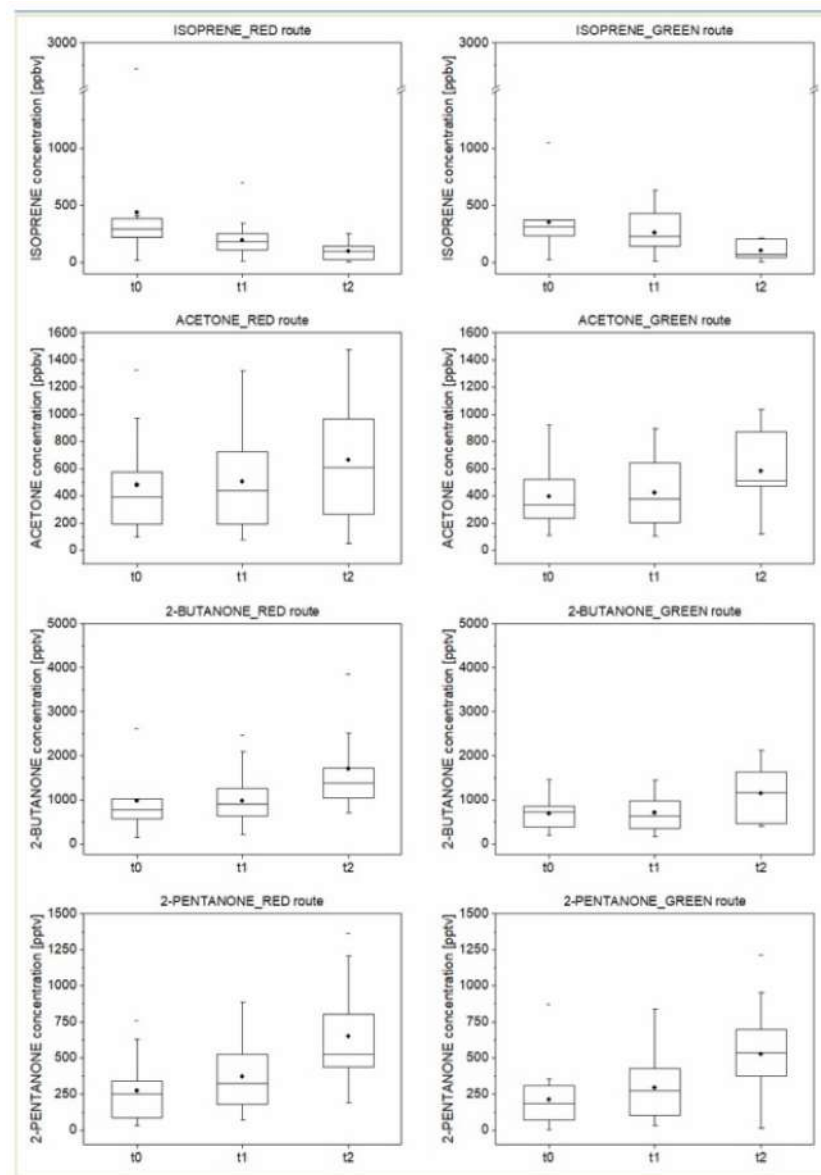 ISOPRENE_RED route
ISOPRENE concentration [ppbv]
3000
1000
500
0
t0 t1 t2
ISOPRENE_GREEN route
ISOPRENE concentration [ppbv]
3000
1000
500
0
t0 t1 t2
ACETONE_RED route
ACETONE concentration [ppbv]
1600
1400
1200
1000
800
600
400
200
0
t0 t1 t2
ACETONE_GREEN route
ACETONE concentration [ppbv]
1600
1400
1200
1000
800
600
400
200
0
t0 t1 t2
2-BUTANONE_RED route
2-BUTANONE concentration [pptv]
5000
4000
3000
2000
1000
0
t0 t1 t2
2-BUTANONE_GREEN route
2-BUTANONE concentration [pptv]
5000
4000
3000
2000
1000
0
t0 t1 t2
2-PENTANONE_RED route
2-PENTANONE concentration [pptv]
1500
1250
1000
750
500
250
0
t0 t1 t2
2-PENTANONE_GREEN route
2-PENTANONE concentration [pptv]
1500
1250
1000
750
500
250
0
t0 t1 t2